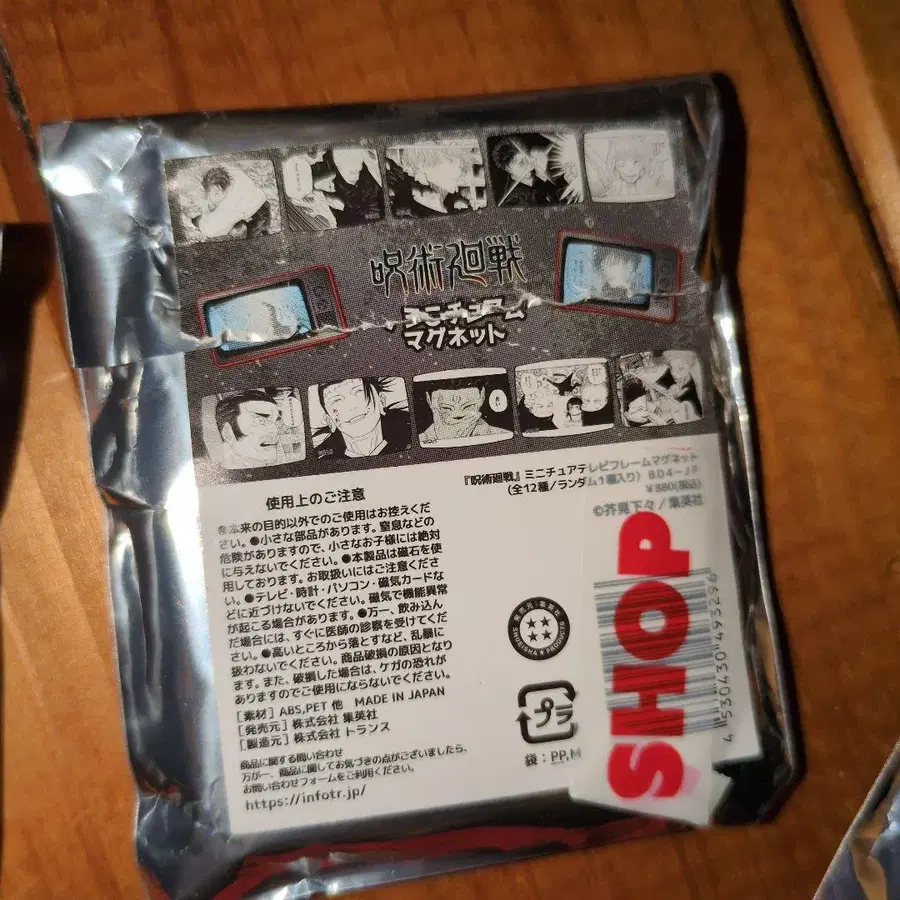 呪術廻戦
ミニチュア
マグネット
『呪術廻戦』ミニチュアテレビフレームマグネット
(全12種/ランダム1種入り) 804-JF
¥880(税込)
©芥見下々/集英社
使用上のご注意
●本来の目的以外でのご使用はお控えくだ
さい。●小さな部品があります。窒息などの
危険がありますので、小さなお子様には絶対
に与えないでください。●本製品は磁石を使
用しております。お取扱いにはご注意くださ
い。●テレビ・時計・パソコン・磁気カードな
どに近づけないでください。磁気で機能異常
が起こる場合があります。●万一、飲み込ん
だ場合には、すぐに医師の診察を受けてくだ
さい。●高いところから落とすなど、乱暴に
扱わないでください。商品破損の原因となり
ます。また、破損した場合は、ケガの恐れが
ありますのでご使用にならないでください。
[素材] ABS,PET 他 MADE IN JAPAN
[発売元] 株式会社 集英社
[製造元] 株式会社 トランス
商品に関する問い合わせ
万が一、商品に関してお気づきの点がございましたら、
お問い合わせフォームをご利用ください。
https://infotr.jp/
発売元:集英社
SHUEISHA★PRODUCTS
プラ
袋:PP,M
SHOP
4 530430 493296